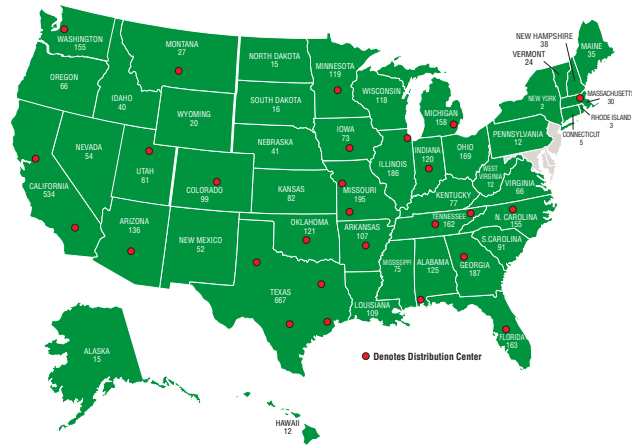 WASHINGTON
155
OREGON
66
CALIFORNIA
534
NEVADA
54
IDAHO
40
MONTANA
27
WYOMING
20
UTAH
61
ARIZONA
136
COLORADO
99
NEW MEXICO
52
NORTH DAKOTA
15
SOUTH DAKOTA
16
NEBRASKA
41
KANSAS
82
OKLAHOMA
121
TEXAS
667
MINNESOTA
119
IOWA
73
MISSOURI
195
ARKANSAS
107
LOUISIANA
109
WISCONSIN
118
ILLINOIS
186
MICHIGAN
158
INDIANA
120
OHIO
169
KENTUCKY
77
TENNESSEE
162
MISSISSIPPI
75
ALABAMA
125
GEORGIA
187
FLORIDA
163
S.CAROLINA
91
N. CAROLINA
155
VIRGINIA
66
WEST
VIRGINIA
12
PENNSYLVANIA
12
NEW YORK
2
VERMONT
24
NEW HAMPSHIRE
38
MAINE
35
MASSACHUSETTS
30
RHODE ISLAND
3
CONNECTICUT
5
ALASKA
15
HAWAII
12
Denotes Distribution Center